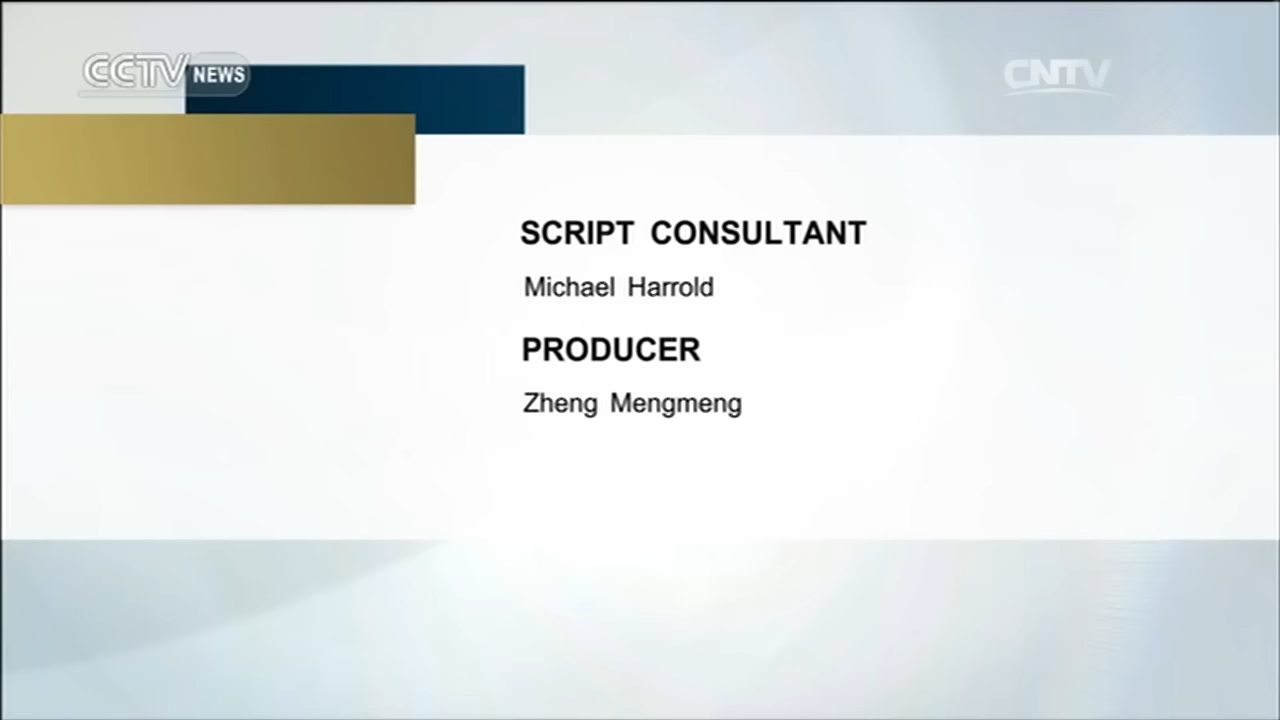 CCTV NEWS
CNTV
SCRIPT CONSULTANT
Michael Harrold
PRODUCER
Zheng Mengmeng